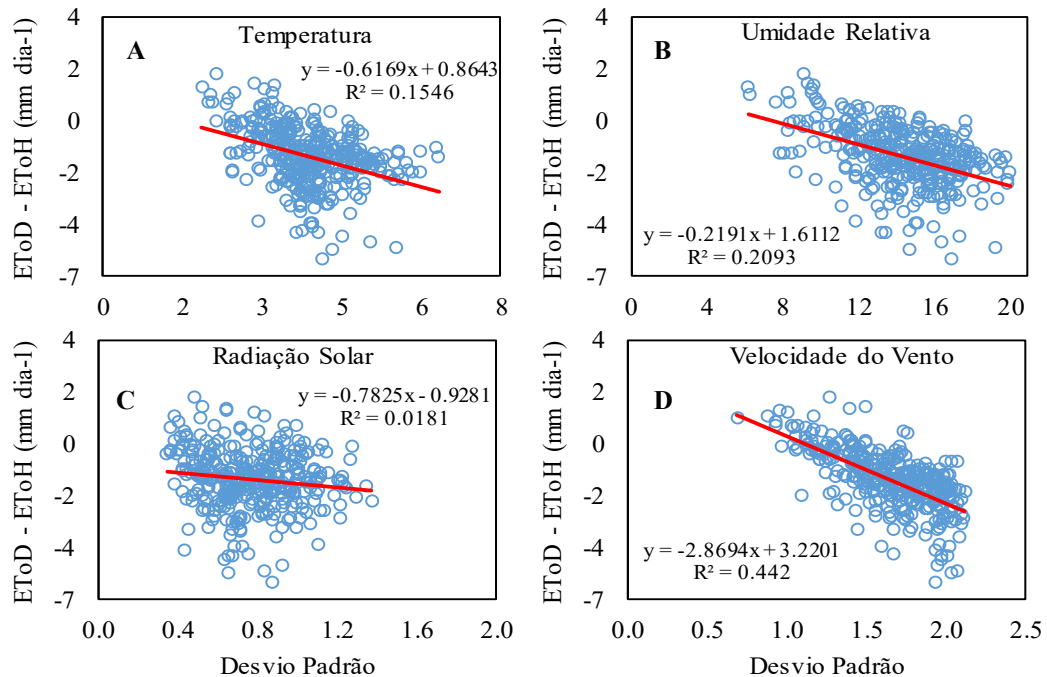 A
Temperatura
y = -0.6169x + 0.8643
R² = 0.1546
EToD - EToH (mm dia-1)
4
2
0
-2
-4
-7
0 2 3 5 6 8
B
Umidade Relativa
y = -0.2191x + 1.6112
R² = 0.2093
EToD - EToH (mm dia-1)
4
2
0
-2
-4
-7
0 4 8 12 16 20
C
Radiação Solar
y = -0.7825x - 0.9281
R² = 0.0181
EToD - EToH (mm dia-1)
4
2
0
-2
-4
-7
0.0 0.4 0.8 1.2 1.6 2.0
Desvio Padrão
D
Velocidade do Vento
y = -2.8694x + 3.2201
R² = 0.442
EToD - EToH (mm dia-1)
4
2
0
-2
-4
-7
0.0 0.5 1.0 1.5 2.0 2.5
Desvio Padrão